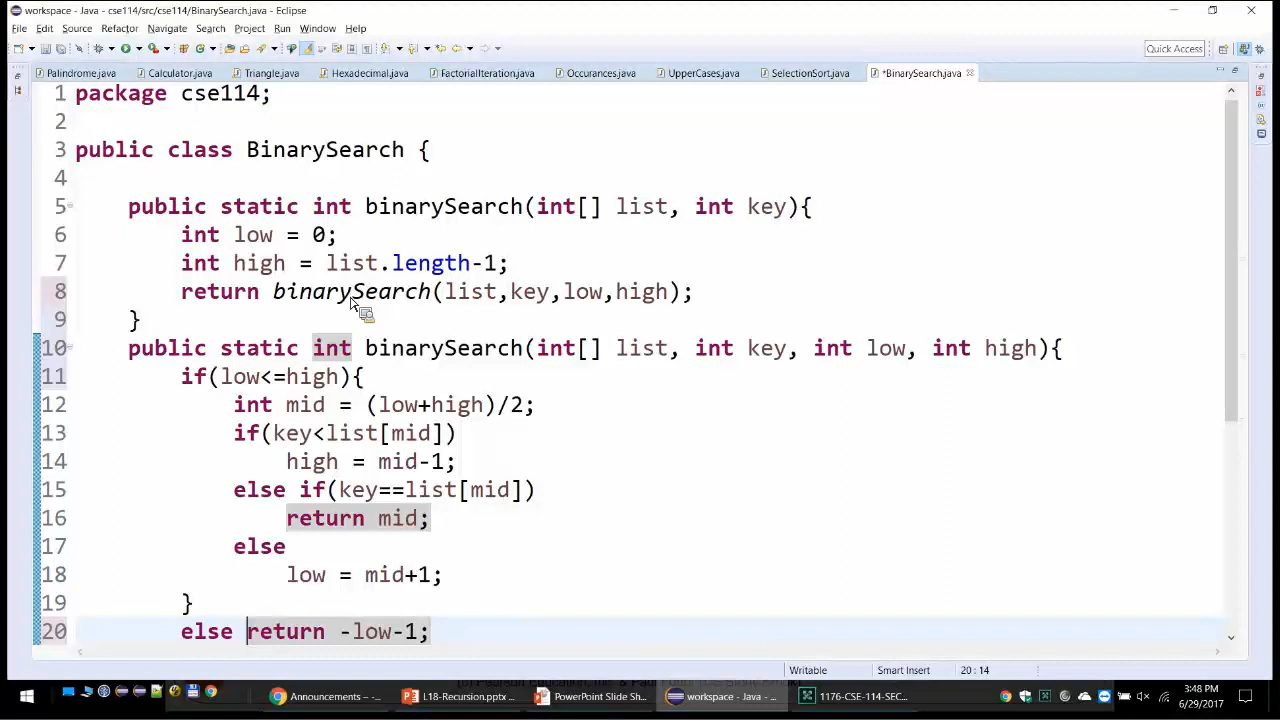 workspace - Java - cse114/src/cse114/BinarySearch.java - Eclipse
File Edit Source Refactor Navigate Search Project Run Window Help
Quick Access
Palindrome.java Calculator.java Triangle.java Hexadecimal.java FactorialIteration.java Occurances.java UpperCases.java SelectionSort.java *BinarySearch.java
1 package cse114;
2
3 public class BinarySearch {
4
5 public static int binarySearch(int[] list, int key){
6 int low = 0;
7 int high = list.length-1;
8 return binarySearch(list,key,low,high);
9 }
10 public static int binarySearch(int[] list, int key, int low, int high){
11 if(low<=high){
12 int mid = (low+high)/2;
13 if(key<list[mid])
14 high = mid-1;
15 else if(key==list[mid])
16 return mid;
17 else
18 low = mid+1;
19 }
20 else return -low-1;
Writable Smart Insert 20 : 14
Announcements – ... L18-Recursion.pptx ... PowerPoint Slide Sh... workspace - Java - ... 1176-CSE-114-SEC...
3:48 PM
6/29/2017